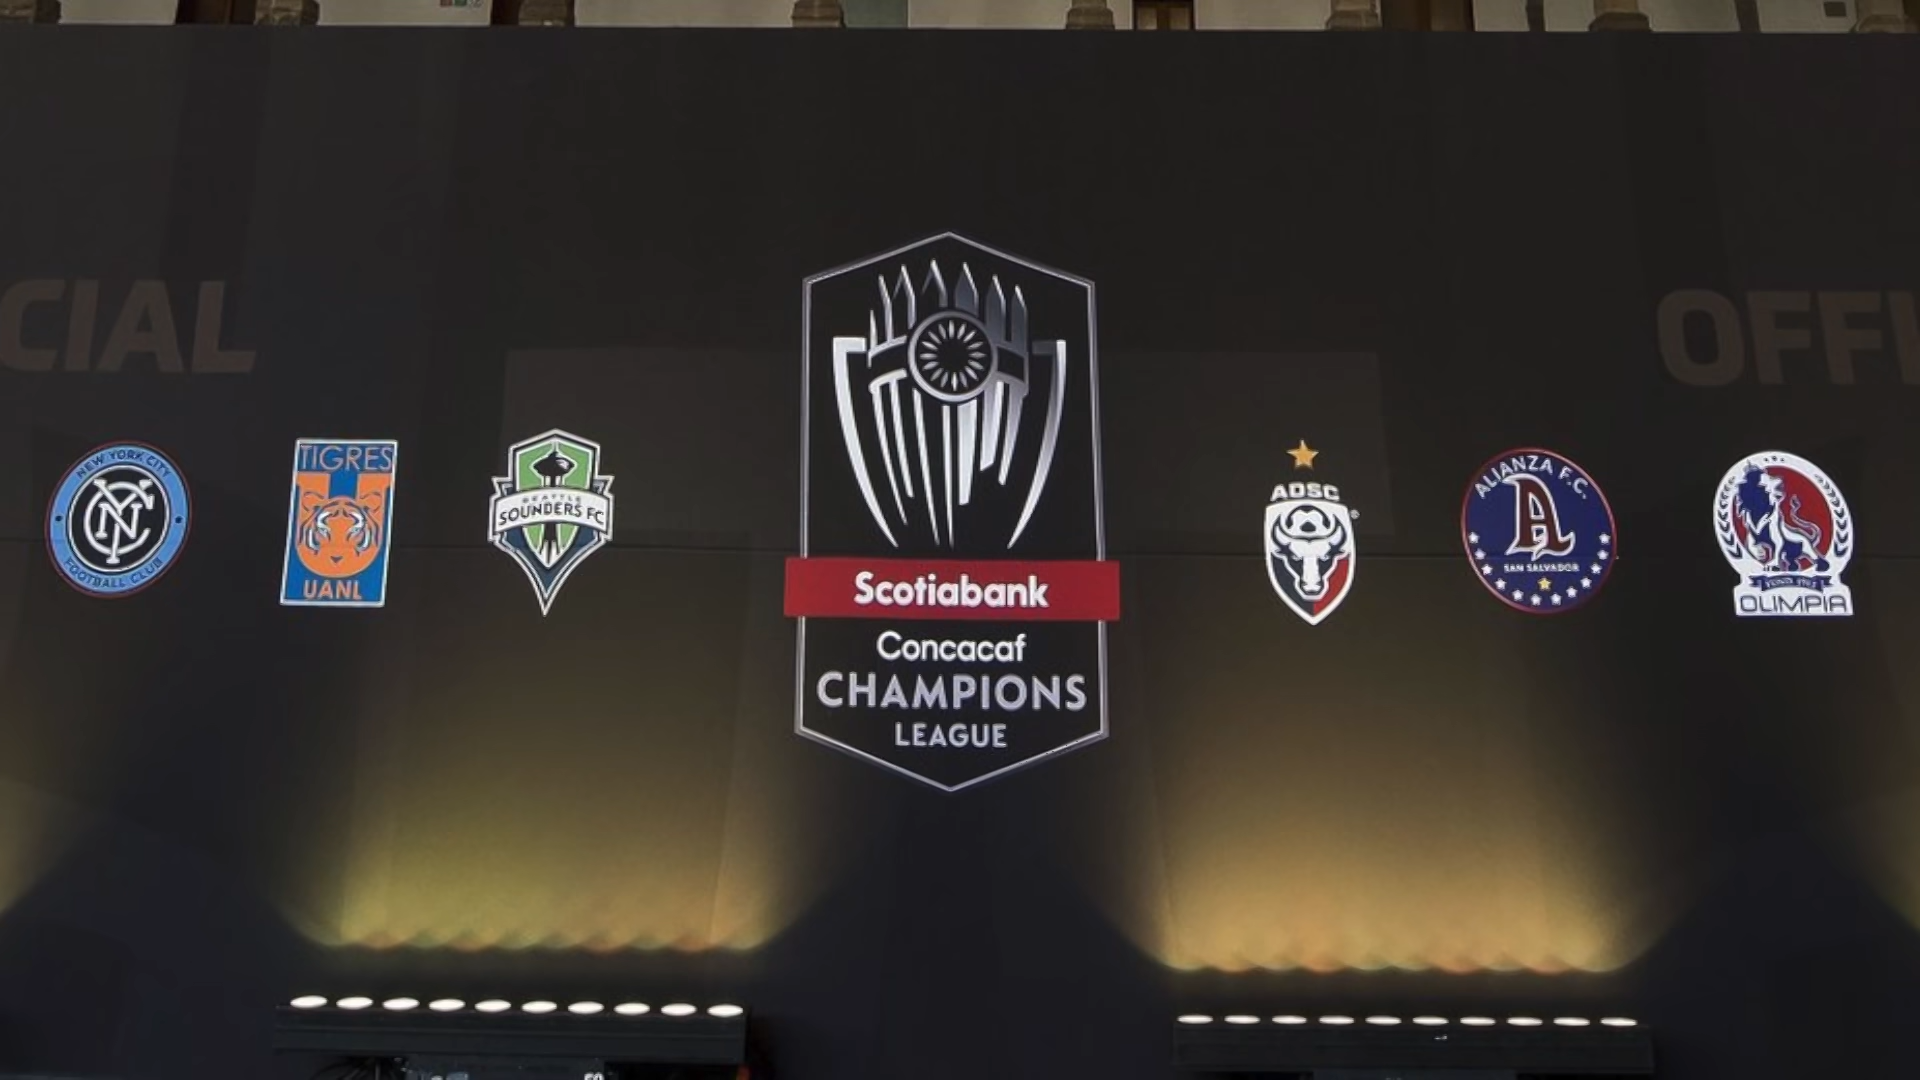 CIAL
OFFI
NEW YORK CITY
FOOTBALL CLUB
NYC
TIGRES
UANL
SEATTLE
SOUNDERS FC
Scotiabank
Concacaf
CHAMPIONS
LEAGUE
ADSC
®
ALIANZA F.C.
A
SAN SALVADOR
OLIMPIA